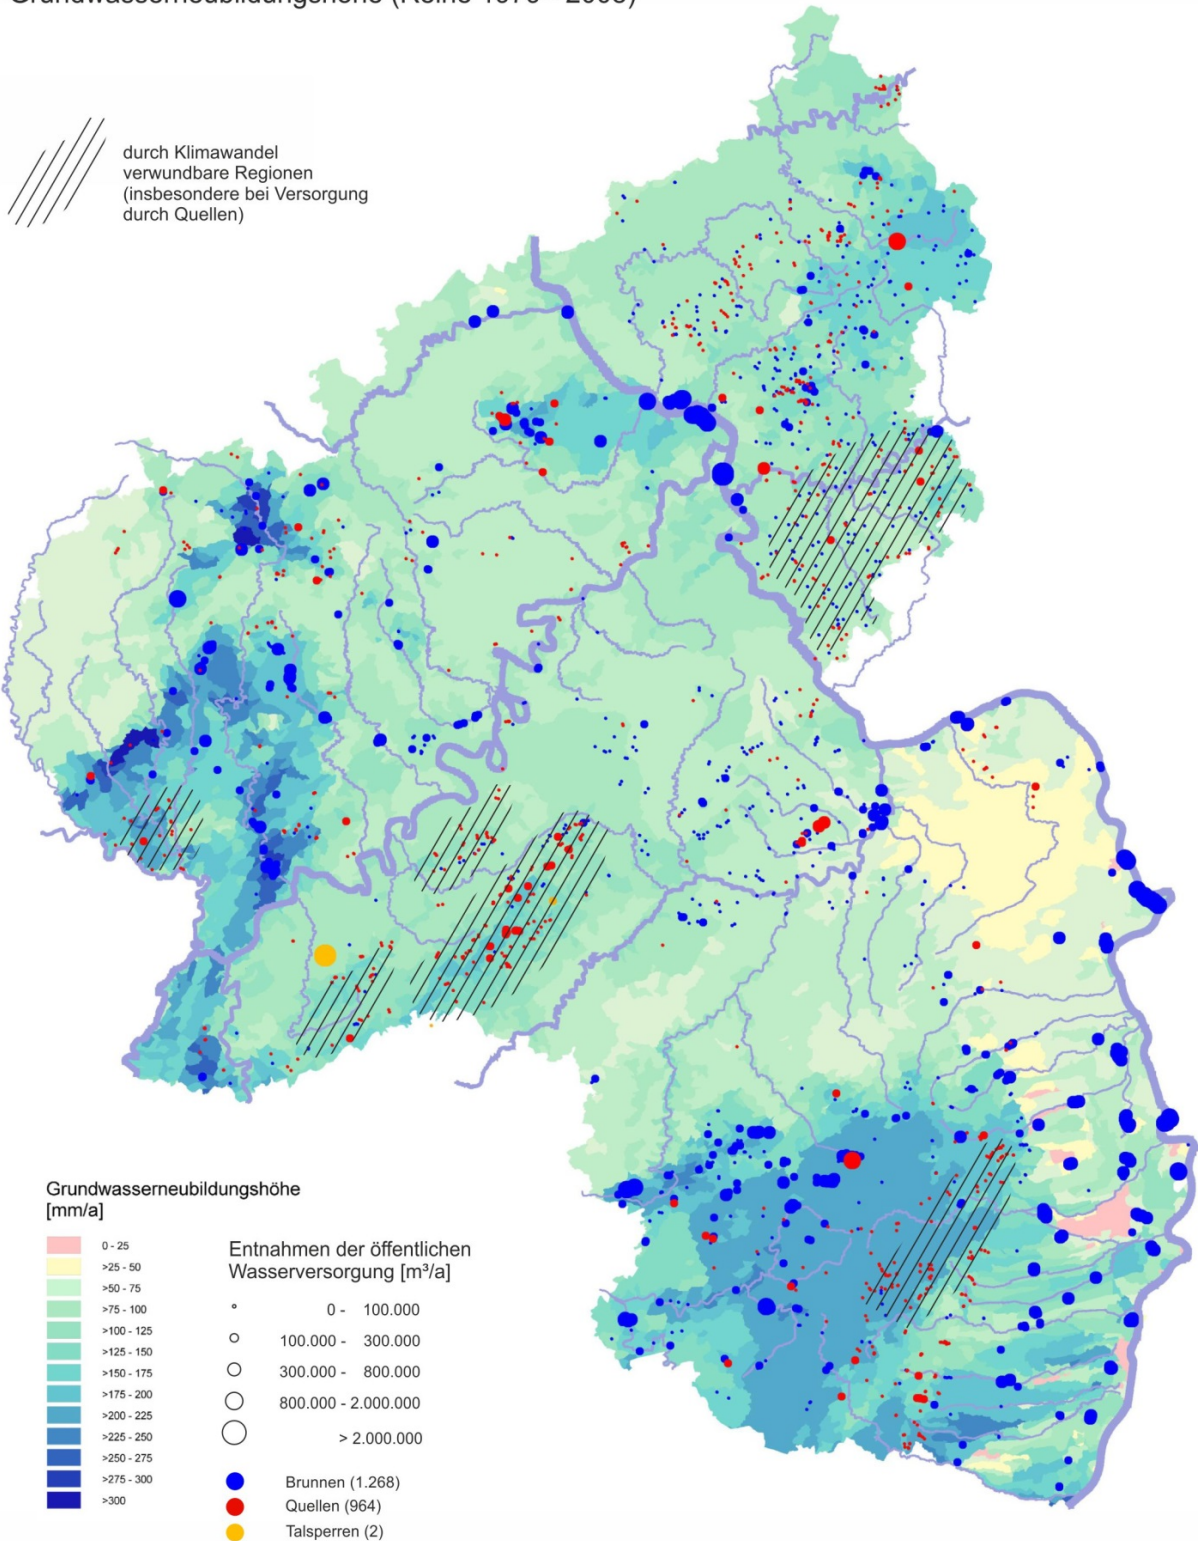 Grundwasserneubildungshöhe (Reihe
durch Klimawandel
verwundbare Regionen
(insbesondere bei Versorgung
durch Quellen)
Grundwasserneubildungshöhe
[mm/a]
0 - 25
>25 - 50
>50 - 75
>75 - 100
>100 - 125
>125 - 150
>150 - 175
>175 - 200
>200 - 225
>225 - 250
>250 - 275
>275 - 300
>300
Entnahmen der öffentlichen
Wasserversorgung [m³/a]
0 - 100.000
100.000 - 300.000
300.000 - 800.000
800.000 - 2.000.000
> 2.000.000
Brunnen (1.268)
Quellen (964)
Talsperren (2)